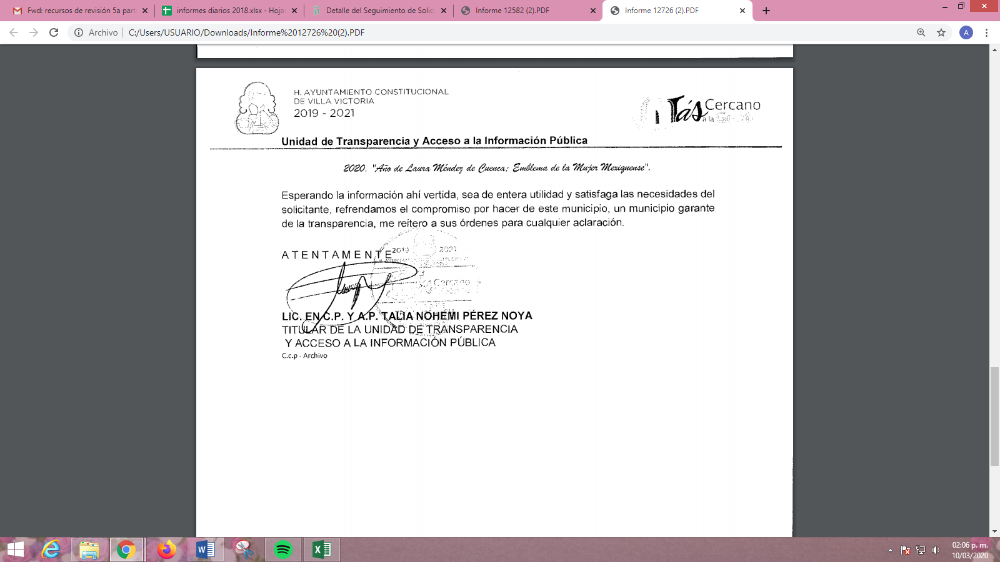 Fwd: recursos de revisión 5a part
informes diarios 2018.xlsx - Hoja
Detalle del Seguimiento de Solici
Informe 12582 (2).PDF
Informe 12726 (2).PDF
Archivo
C:/Users/USUARIO/Downloads/Informe%2012726%20(2).PDF
A
H. AYUNTAMIENTO CONSTITUCIONAL
DE VILLA VICTORIA
2019 - 2021
Más Cercano
a la Gente
Unidad de Transparencia y Acceso a la Información Pública
2020. "Año de Laura Méndez de Cuenca; Emblema de la Mujer Mexiquense".
Esperando la información ahí vertida, sea de entera utilidad y satisfaga las necesidades del
solicitante, refrendamos el compromiso por hacer de este municipio, un municipio garante
de la transparencia, me reitero a sus órdenes para cualquier aclaración.
A T E N T A M E N T E
2019 2021
Cercano
LIC. EN C.P. Y A.P. TALIA NOHEMI PÉREZ NOYA
TITULAR DE LA UNIDAD DE TRANSPARENCIA
Y ACCESO A LA INFORMACIÓN PÚBLICA
C.c.p - Archivo
02:06 p. m.
10/03/2020